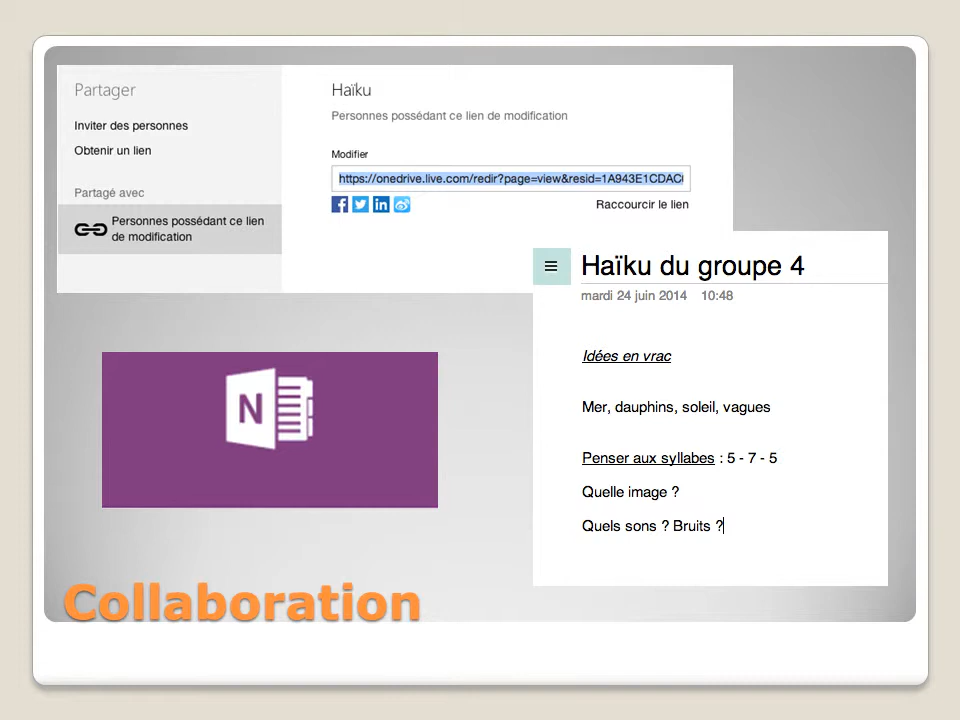 Partager
Inviter des personnes
Obtenir un lien
Partagé avec
Personnes possédant ce lien
de modification
Haïku
Personnes possédant ce lien de modification
Modifier
https://onedrive.live.com/redir?page=view&resid=1A943E1CDAC
Raccourcir le lien
Haïku du groupe 4
mardi 24 juin 2014 10:48
Idées en vrac
Mer, dauphins, soleil, vagues
Penser aux syllabes : 5 - 7 - 5
Quelle image ?
Quels sons ? Bruits ?
N
Collaboration